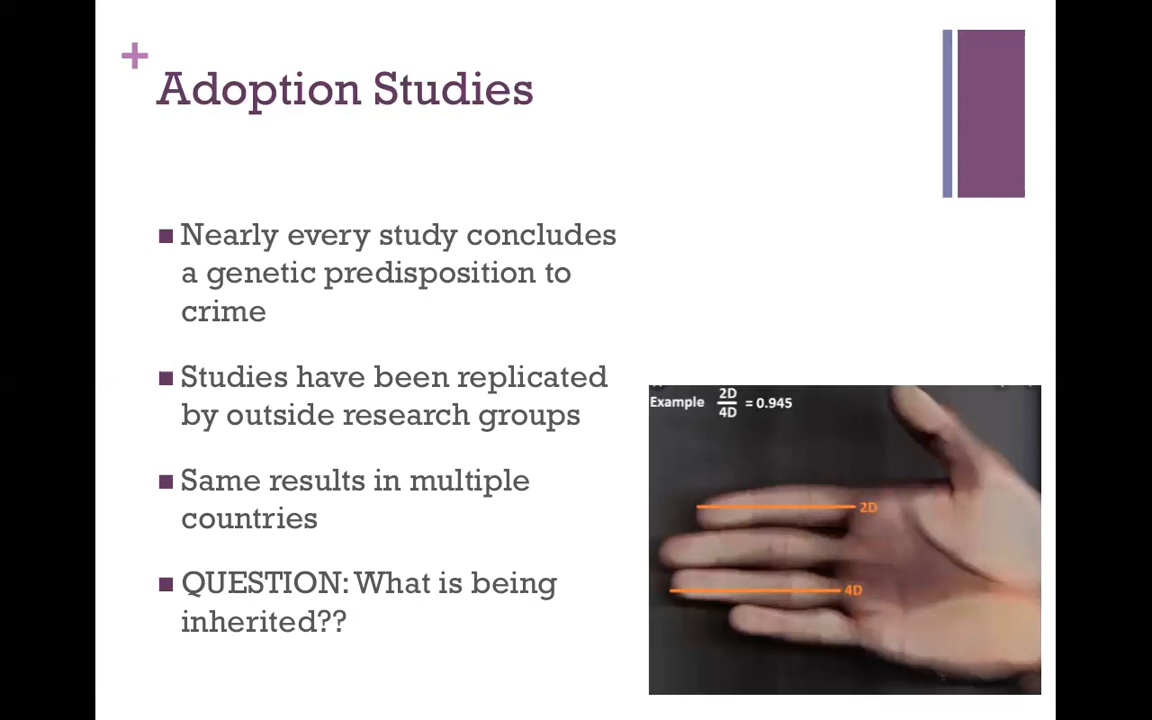 +
Adoption Studies
■ Nearly every study concludes
a genetic predisposition to
crime
■ Studies have been replicated
by outside research groups
■ Same results in multiple
countries
■ QUESTION: What is being
inherited??
Example 2D/4D = 0.945
2D
4D